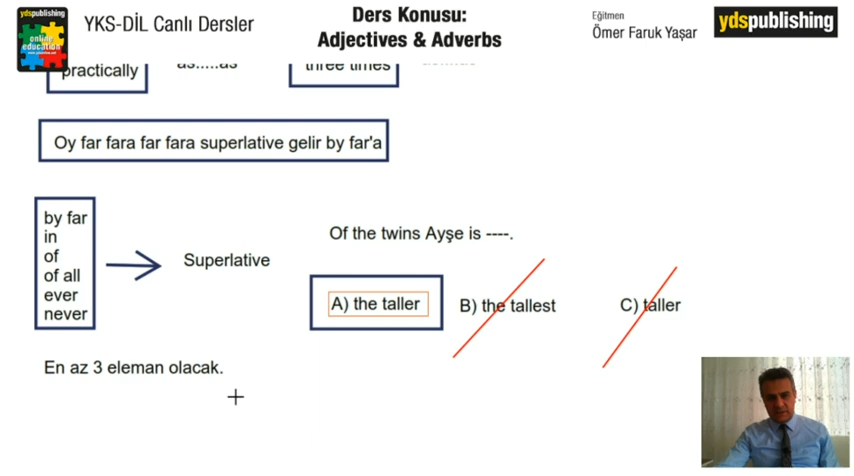 ydspublishing
online
education
YKS-DİL Canlı Dersler
Ders Konusu:
Adjectives & Adverbs
Eğitmen
Ömer Faruk Yaşar
ydspublishing
practically
as.....as
three times
Oy far fara far fara superlative gelir by far'a
by far
in
of
of all
ever
never
Superlative
Of the twins Ayşe is ----.
A) the taller
B) the tallest
C) taller
En az 3 eleman olacak.